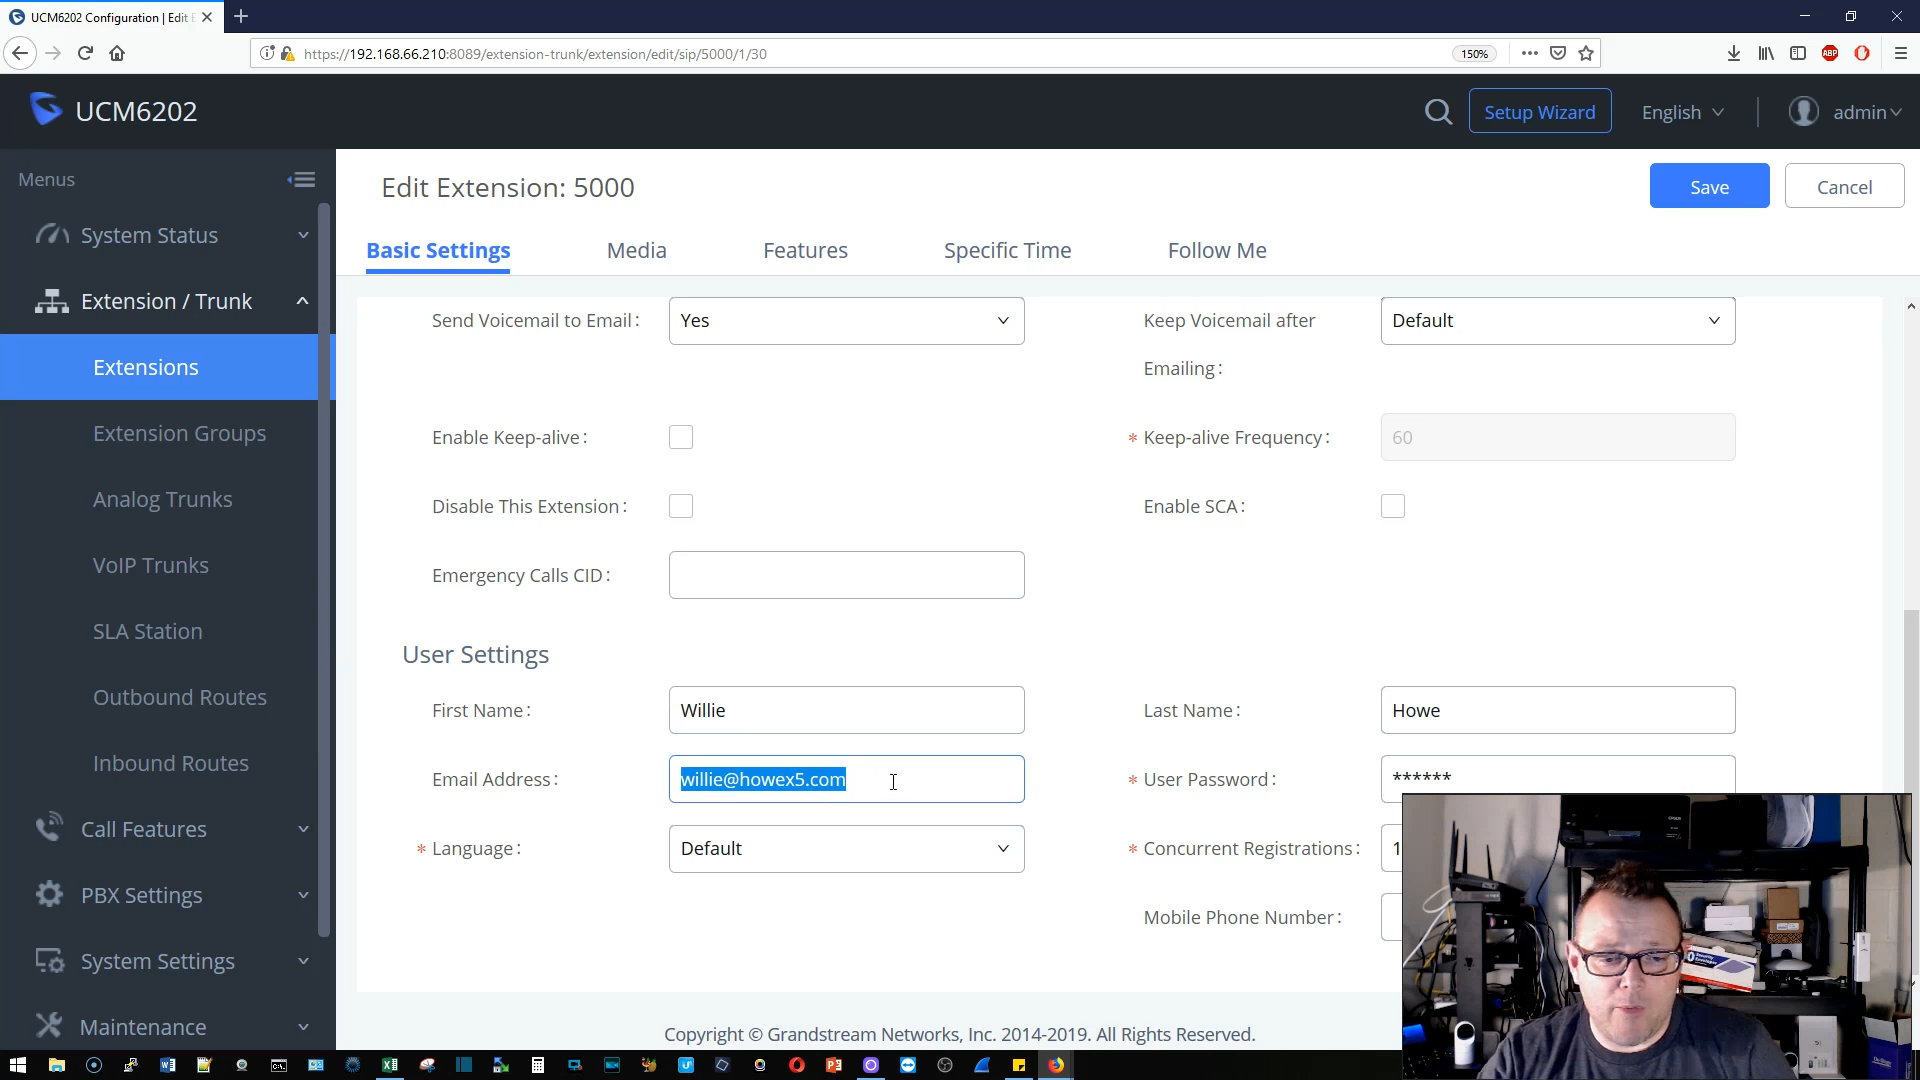 UCM6202 Configuration | Edit E
https://192.168.66.210:8089/extension-trunk/extension/edit/sip/5000/1/30
150%
ABP
UCM6202
Setup Wizard
English
admin
Menus
System Status
Extension / Trunk
Extensions
Extension Groups
Analog Trunks
VoIP Trunks
SLA Station
Outbound Routes
Inbound Routes
Call Features
PBX Settings
System Settings
Maintenance
Edit Extension: 5000
Save
Cancel
Basic Settings
Media
Features
Specific Time
Follow Me
Send Voicemail to Email:
Yes
Keep Voicemail after
Emailing:
Default
Enable Keep-alive:
* Keep-alive Frequency:
60
Disable This Extension:
Enable SCA:
Emergency Calls CID:
User Settings
First Name:
Willie
Last Name:
Howe
Email Address:
willie@howex5.com
* User Password:
******
* Language:
Default
* Concurrent Registrations:
1
Mobile Phone Number:
Copyright © Grandstream Networks, Inc. 2014-2019. All Rights Reserved.
EPSON